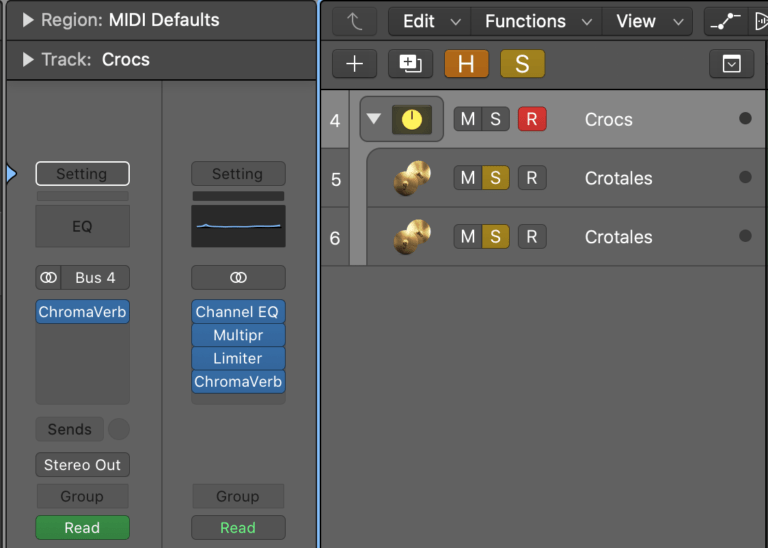 Region: MIDI Defaults
Track: Crocs
Setting
Setting
EQ
Bus 4
ChromaVerb
Channel EQ
Multipr
Limiter
ChromaVerb
Sends
Stereo Out
Group
Group
Read
Read
Edit
Functions
View
H
S
4
M
S
R
Crocs
5
M
S
R
Crotales
6
M
S
R
Crotales